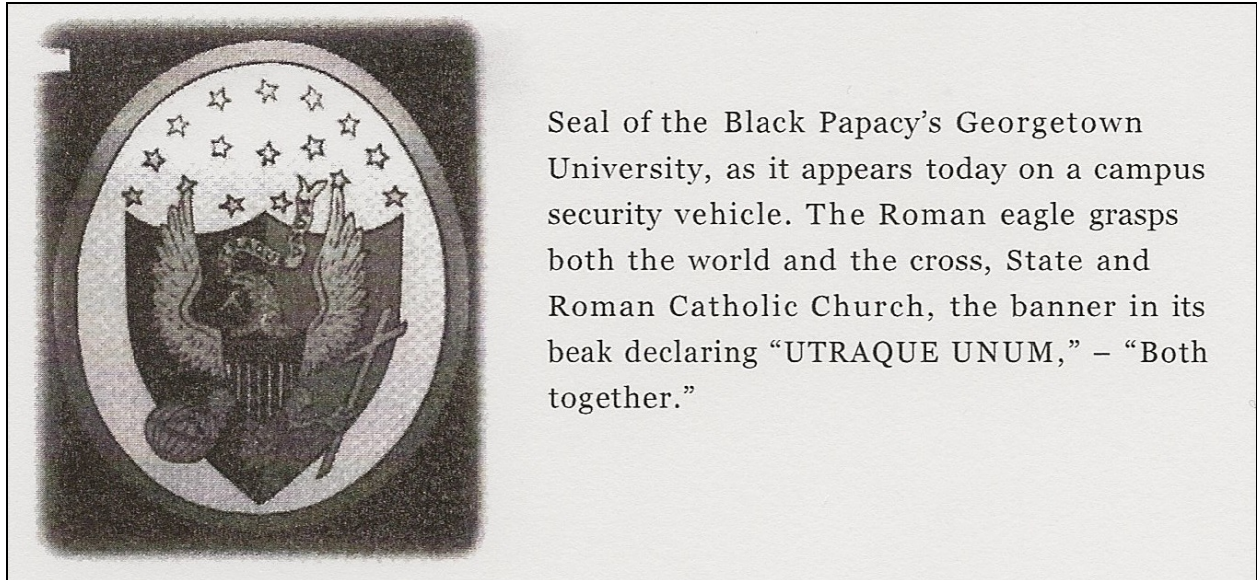 Seal of the Black Papacy’s Georgetown
University, as it appears today on a campus
security vehicle. The Roman eagle grasps
both the world and the cross, State and
Roman Catholic Church, the banner in its
beak declaring “UTRAQUE UNUM,” – “Both
together.”